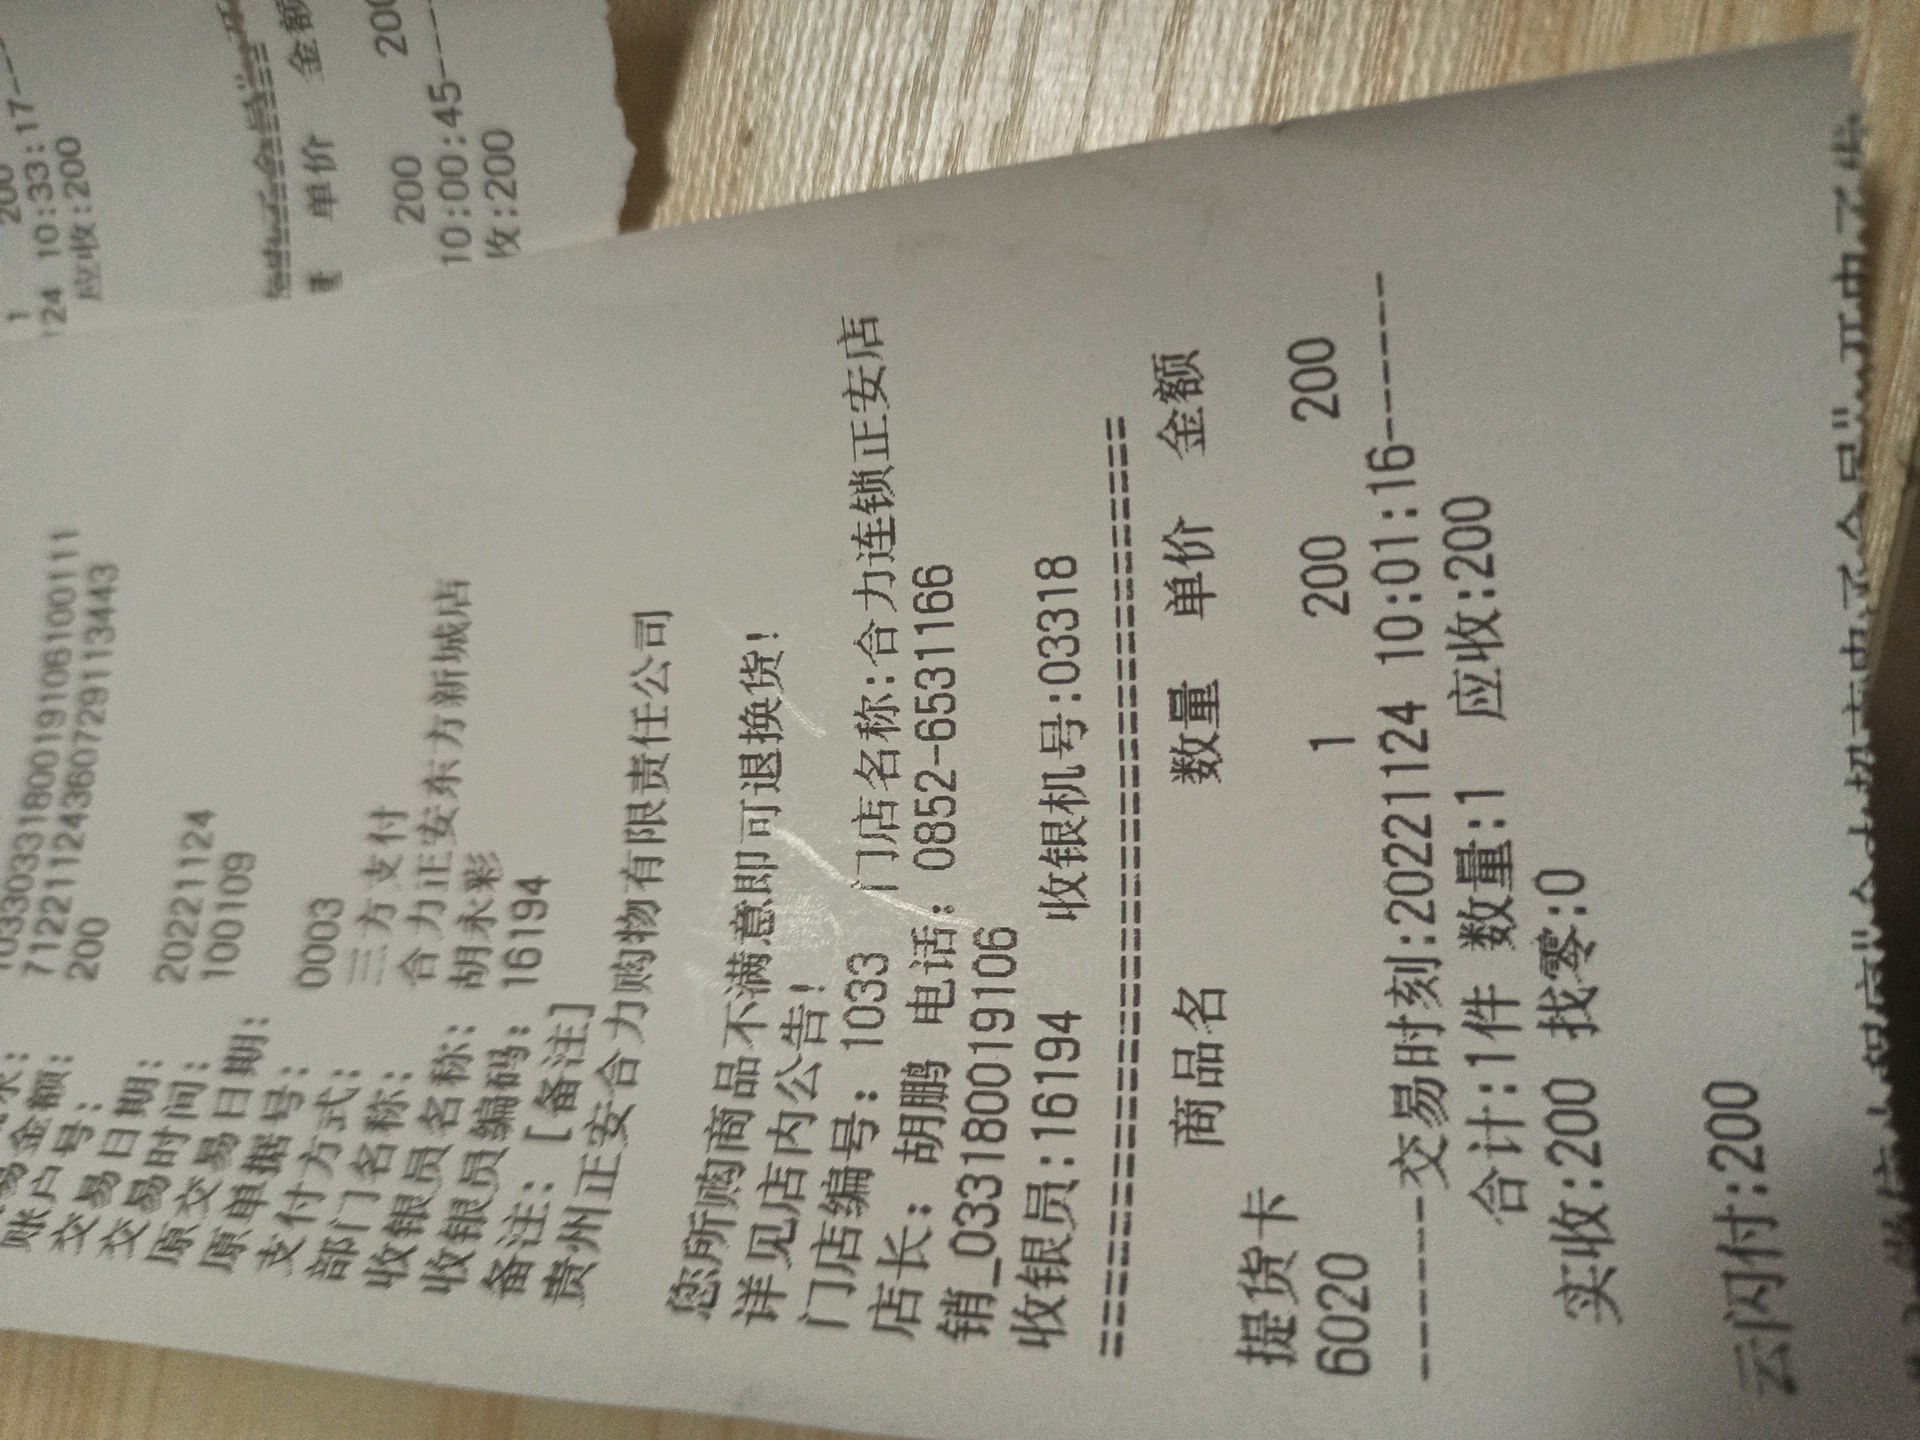 1033033180019106100111
71221124360729113443
金额: 200
账户号:
交易日期: 20221124
交易时间: 100109
原交易日期:
原单据号: 0003
支付方式: 三方支付
部门名称: 合力正安东方新城店
收银员名称: 胡永彩
收银员编码: 16194
备注: [备注]
贵州正安合力购物有限责任公司
您所购商品不满意即可退换货!
详见店内公告!
门店编号: 1033 门店名称:合力连锁正安店
店长: 胡鹏 电话: 0852-6531166
销_033180019106
收银员:16194 收银机号:03318
==========================
商品名 数量 单价 金额
提货卡
6020 1 200 200
------交易时刻:20221124 10:01:16------
合计:1件 数量:1 应收:200
实收:200 找零:0
云闪付:200
200
124 10:33:17--
应收:200
单价 金额
200 200
10:00:45----
收:200